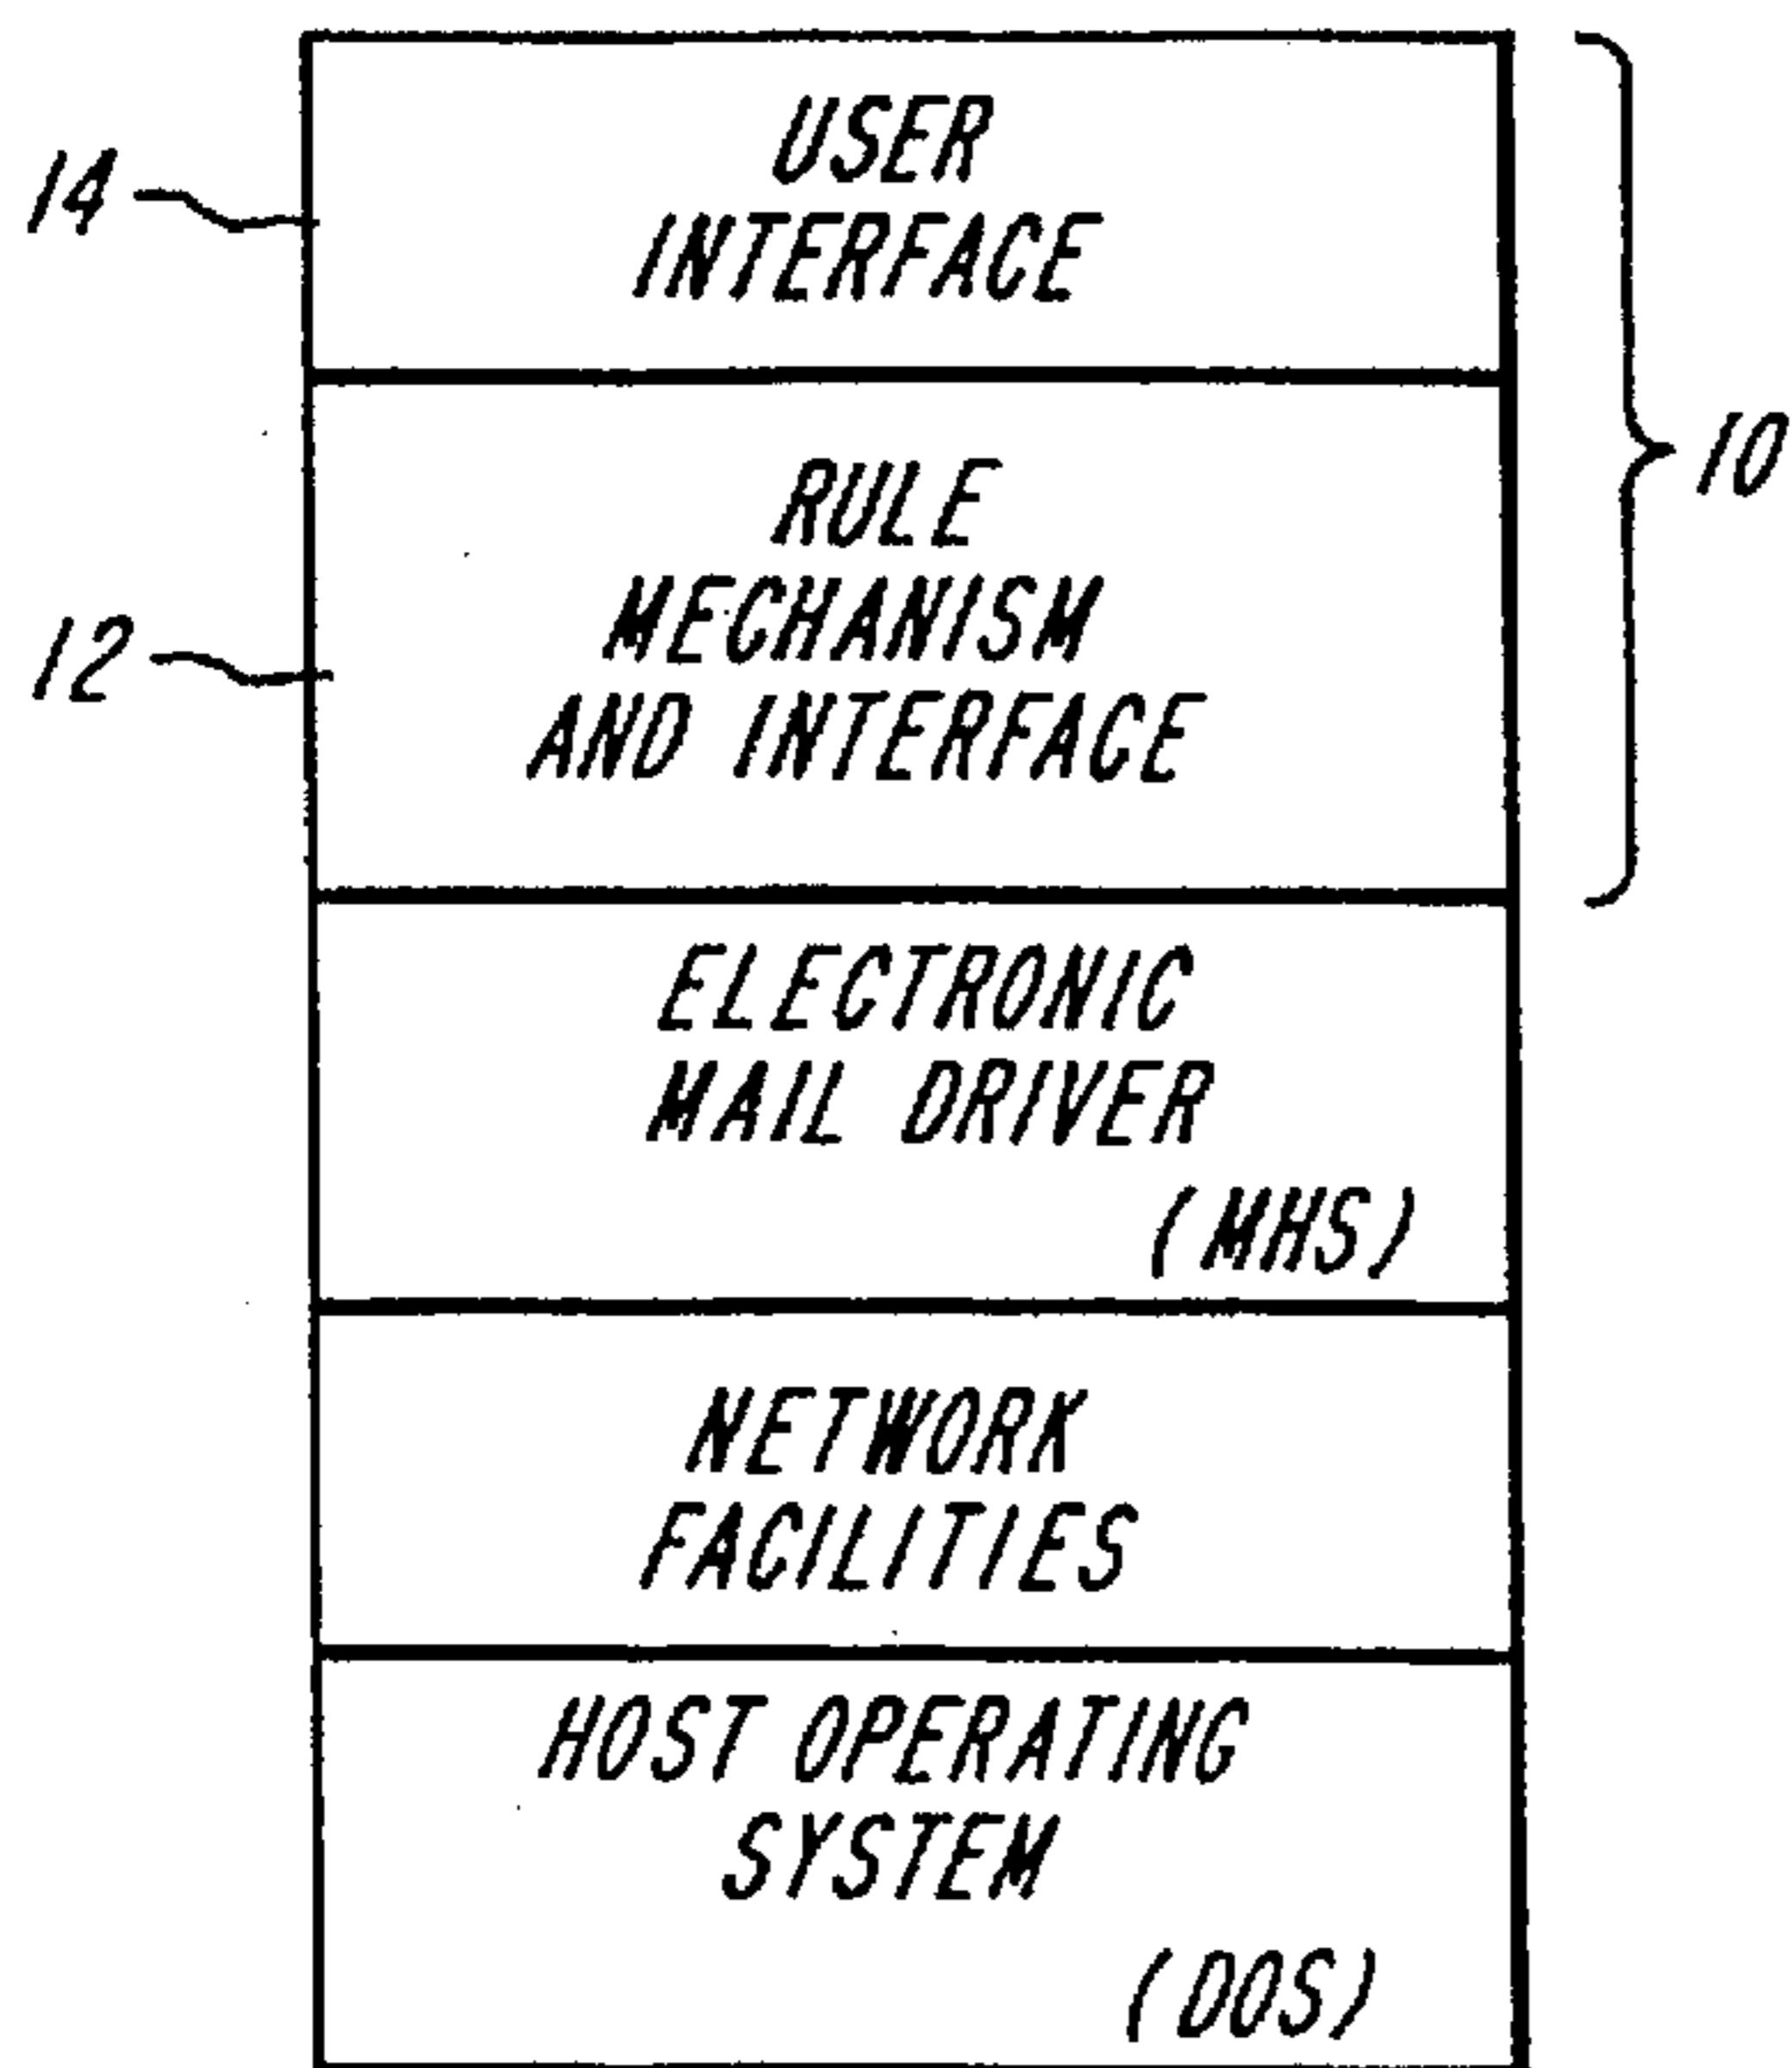 USER
INTERFACE
14
RULE
MECHANISM
AND INTERFACE
10
12
ELECTRONIC
MAIL DRIVER
(MHS)
NETWORK
FACILITIES
HOST OPERATING
SYSTEM
(DOS)